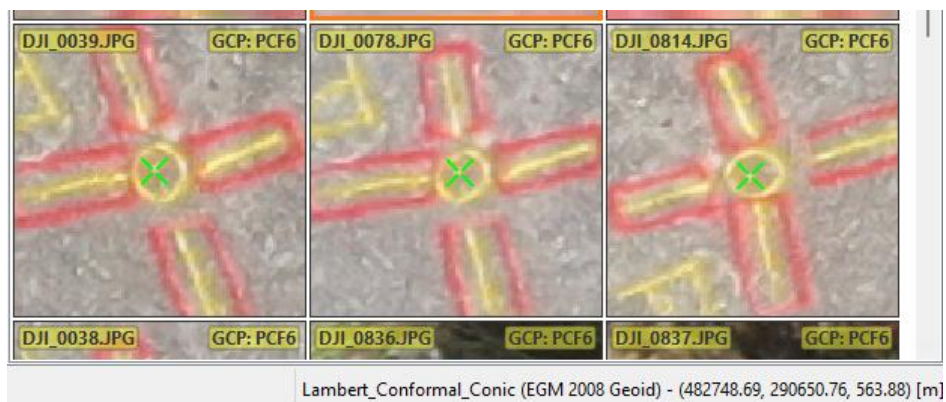 DJI_0039.JPG GCP: PCF6 DJI_0078.JPG GCP: PCF6 DJI_0814.JPG GCP: PCF6
DJI_0038.JPG GCP: PCF6 DJI_0836.JPG GCP: PCF6 DJI_0837.JPG GCP: PCF6
Lambert_Conformal_Conic (EGM 2008 Geoid) - (482748.69, 290650.76, 563.88) [m]